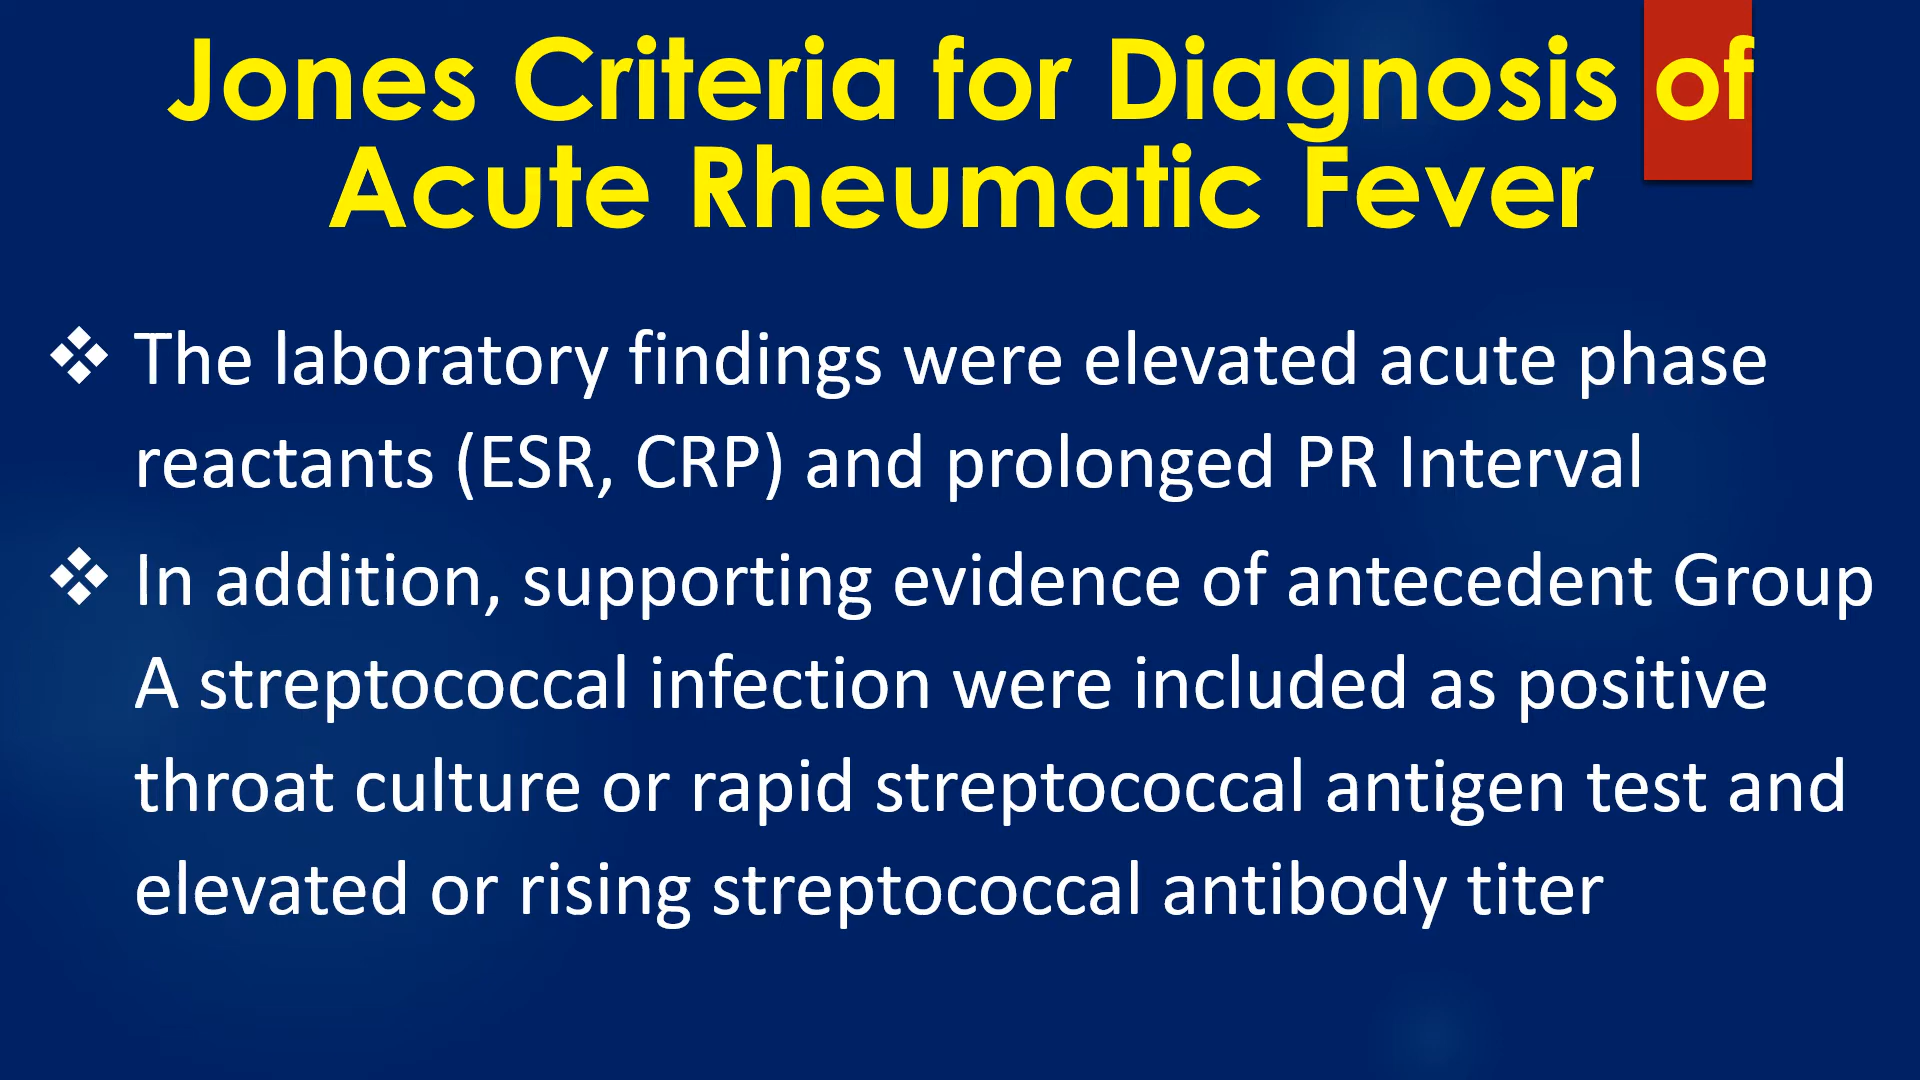 Jones Criteria for Diagnosis of
Acute Rheumatic Fever
❖ The laboratory findings were elevated acute phase
reactants (ESR, CRP) and prolonged PR Interval
❖ In addition, supporting evidence of antecedent Group
A streptococcal infection were included as positive
throat culture or rapid streptococcal antigen test and
elevated or rising streptococcal antibody titer